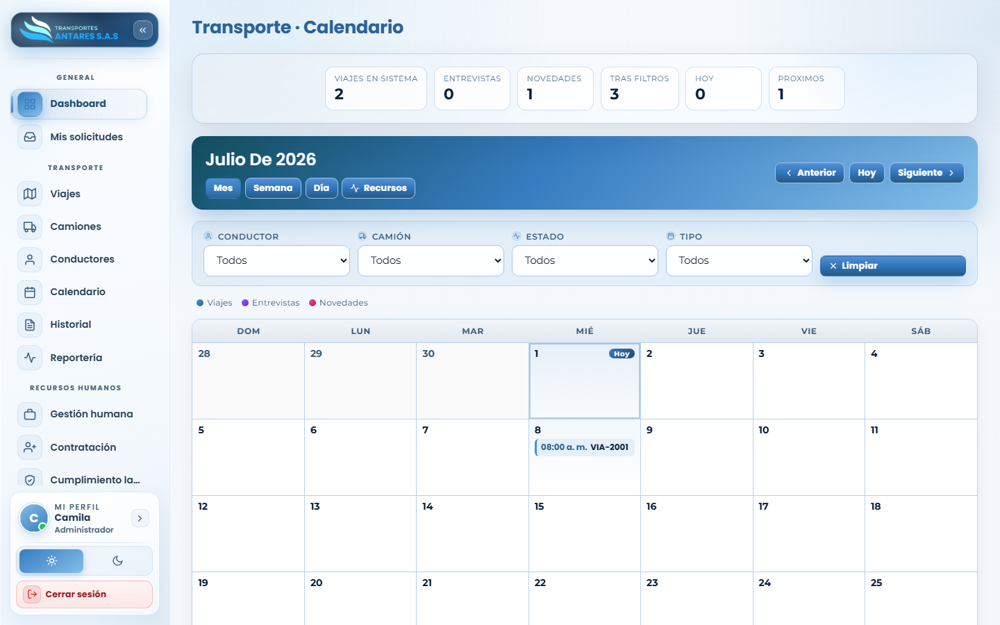 TRANSPORTES
ANTARES S.A.S
GENERAL
Dashboard
Mis solicitudes
TRANSPORTE
Viajes
Camiones
Conductores
Calendario
Historial
Reportería
RECURSOS HUMANOS
Gestión humana
Contratación
Cumplimiento la...
C
MI PERFIL
Camila
Administrador
Cerrar sesión
Transporte · Calendario
VIAJES EN SISTEMA
2
ENTREVISTAS
0
NOVEDADES
1
TRAS FILTROS
3
HOY
0
PROXIMOS
1
Julio De 2026
Mes Semana Día Recursos
Anterior Hoy Siguiente
CONDUCTOR
Todos
CAMIÓN
Todos
ESTADO
Todos
TIPO
Todos
Limpiar
Viajes Entrevistas Novedades
DOM LUN MAR MIÉ JUE VIE SÁB
28 29 30 1 Hoy 2 3 4
5 6 7 8 9 10 11
08:00 a. m. VIA-2001
12 13 14 15 16 17 18
19 20 21 22 23 24 25